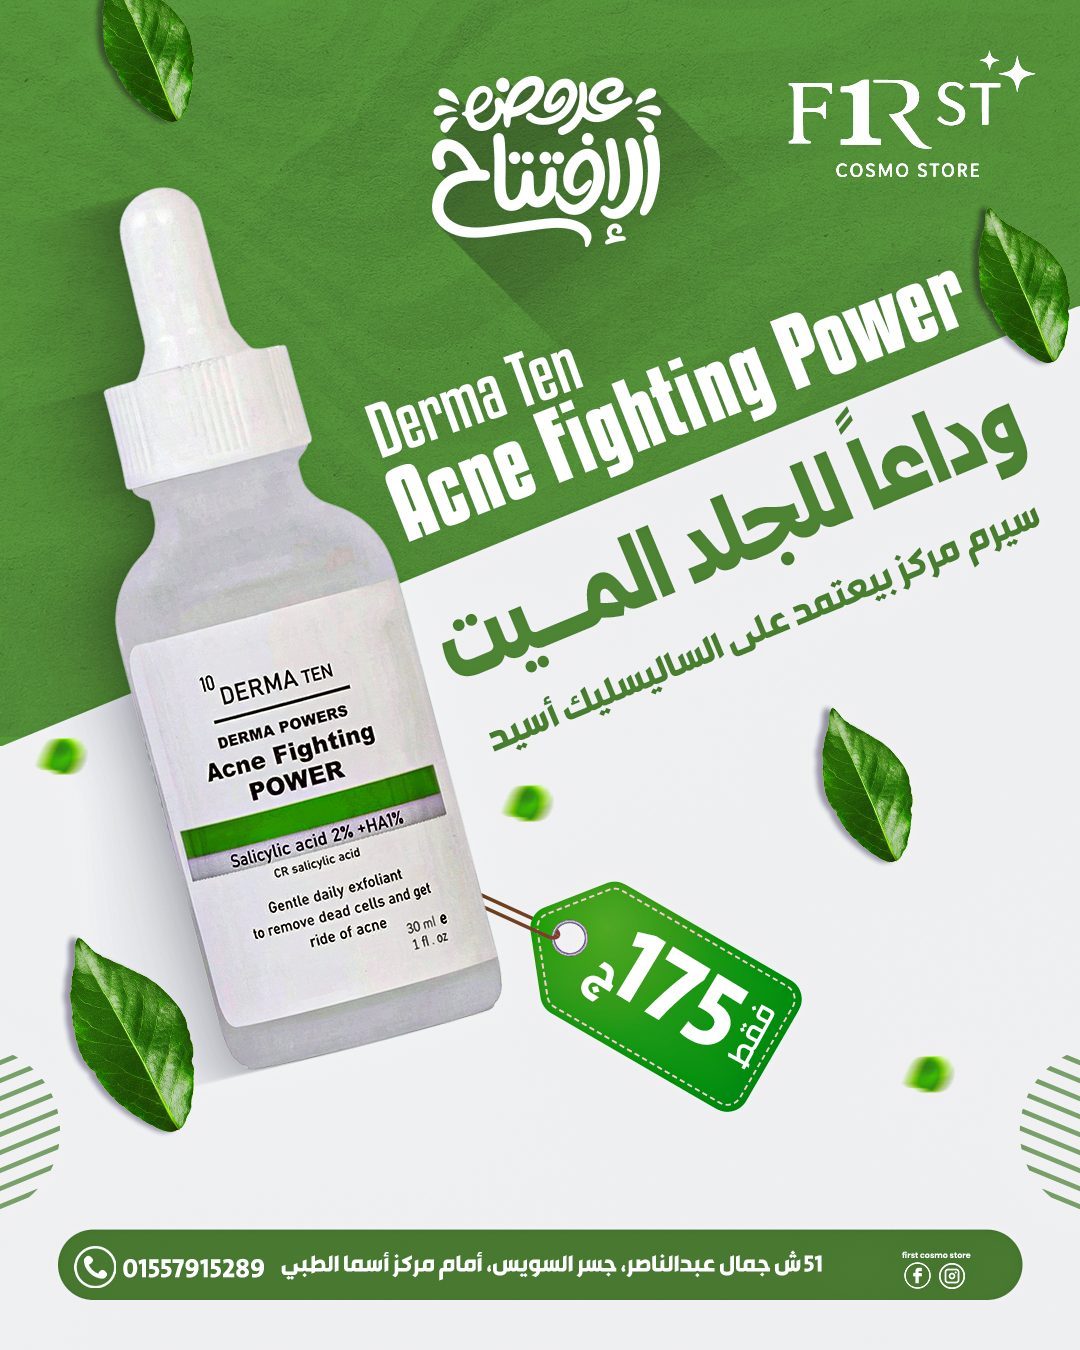 عروض
الإفتتاح
F1RST
COSMO STORE
Derma Ten
Acne Fighting Power
وداعاً للجلد المـــيت
سيرم مركز بيعتمد على الساليسليك أسيد
10 DERMA TEN
DERMA POWERS
Acne Fighting
POWER
Salicylic acid 2% +HA1%
CR salicylic acid
Gentle daily exfoliant
to remove dead cells and get
ride of acne
30 ml e
1 fl . oz
فقط
175ج
51 ش جمال عبدالناصر، جسر السويس، أمام مركز أسما الطبي
01557915289
first cosmo store